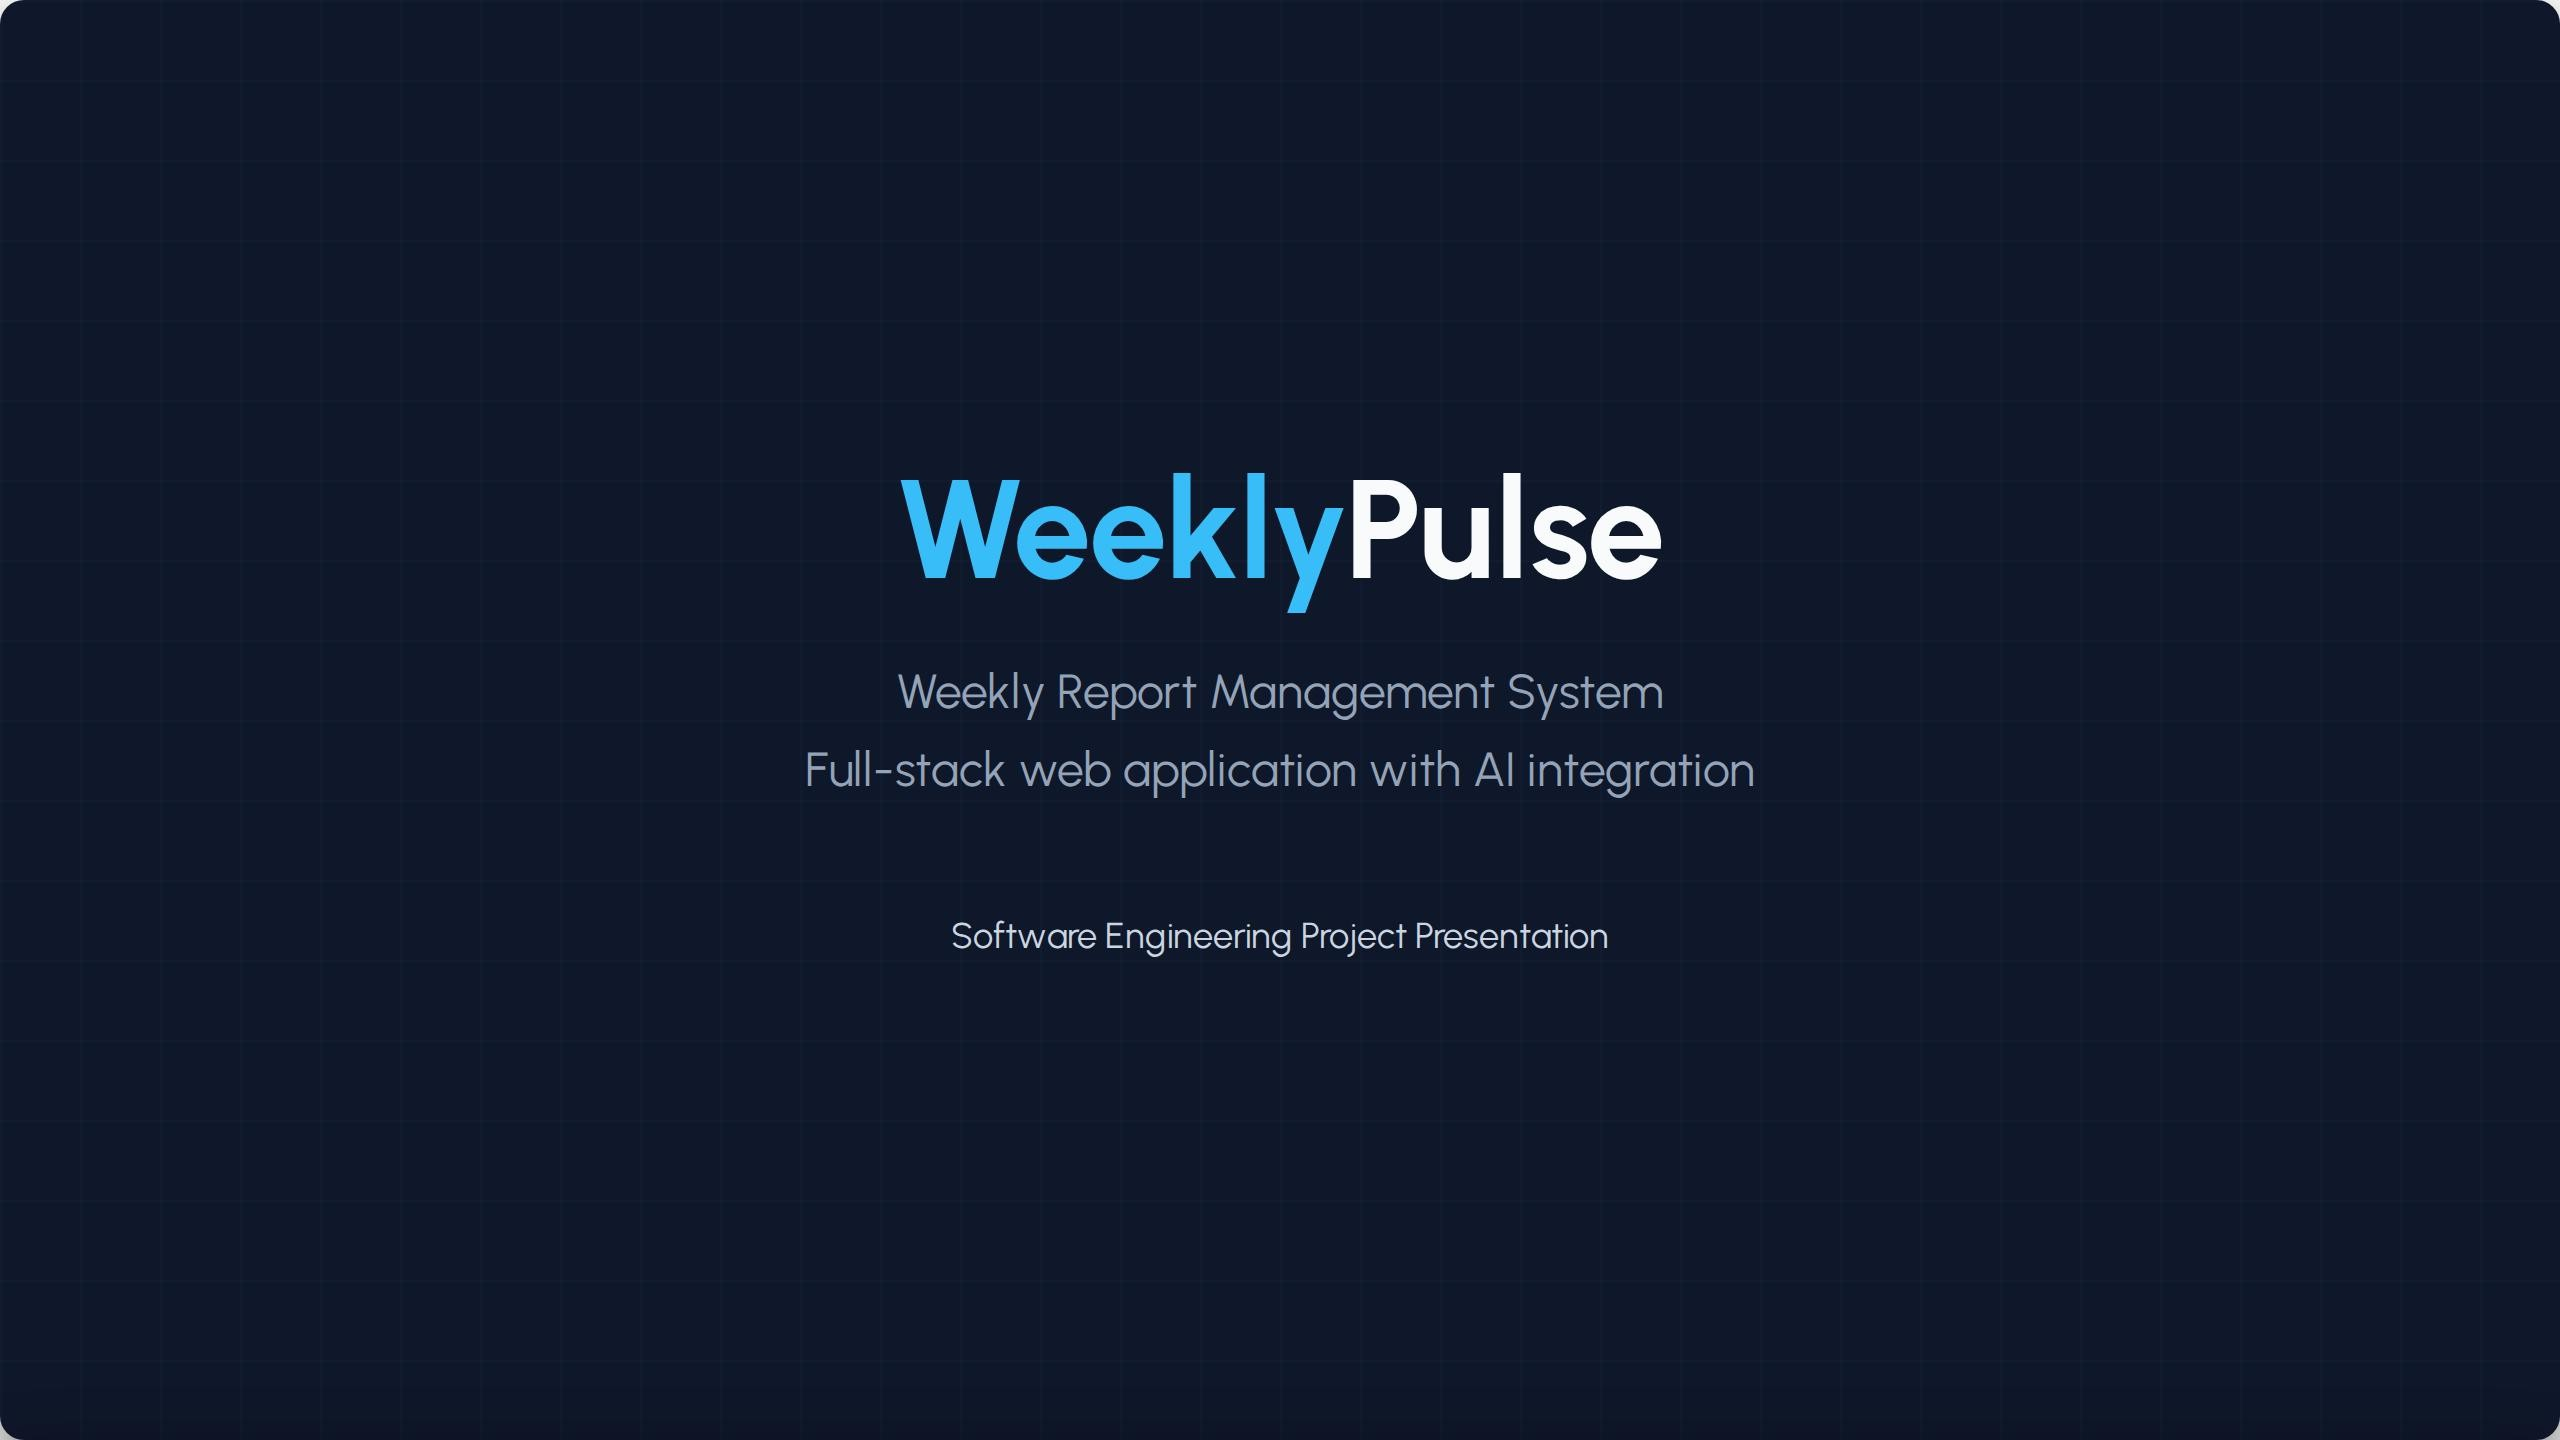 WeeklyPulse
Weekly Report Management System
Full-stack web application with AI integration
Software Engineering Project Presentation